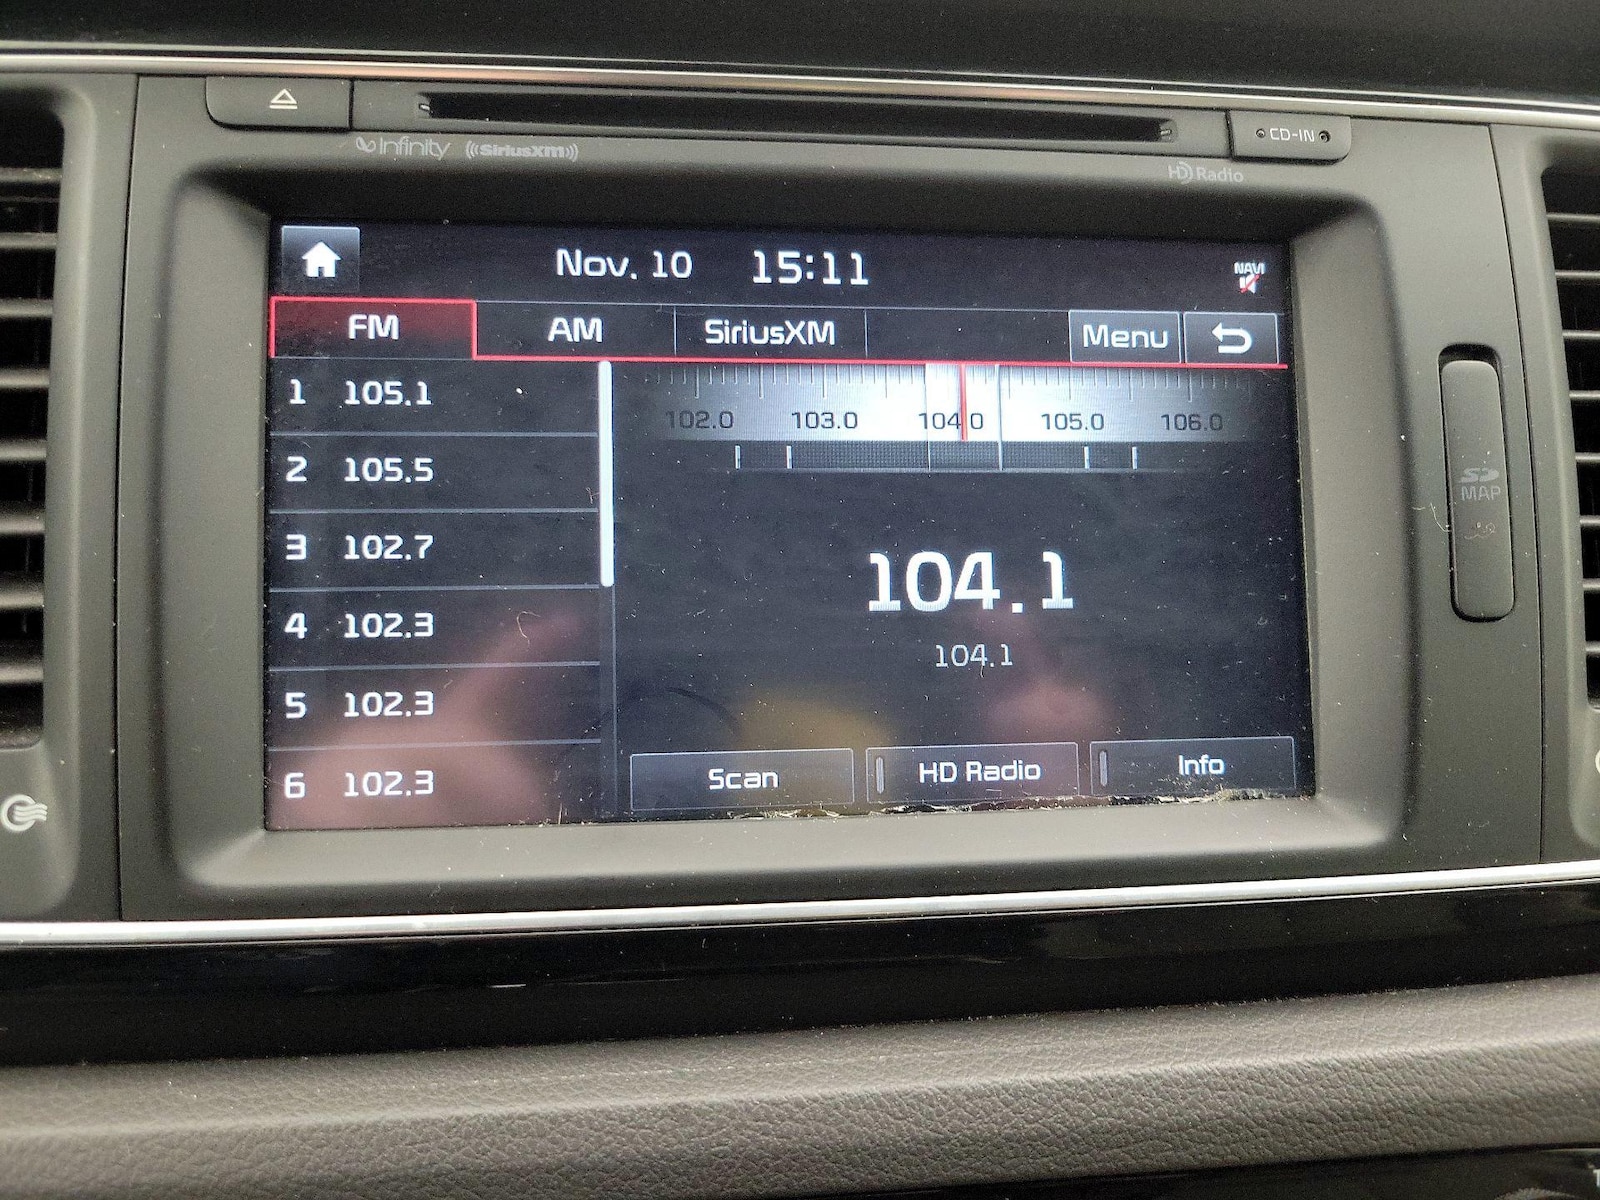 CD-IN
Infinity SiriusXM
HD Radio
Nov. 10 15:11
NAVI
FM AM SiriusXM Menu
1 105.1
2 105.5
3 102.7
4 102.3
5 102.3
6 102.3
102.0 103.0 104.0 105.0 106.0
104.1
104.1
Scan HD Radio Info
SD
MAP